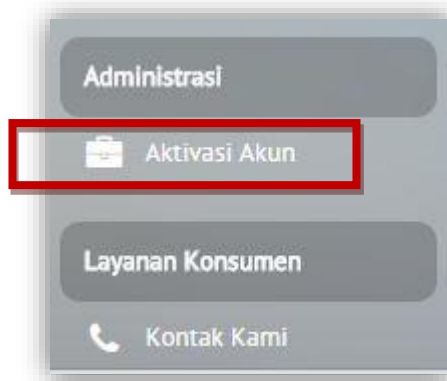 Administrasi
Aktivasi Akun
Layanan Konsumen
Kontak Kami